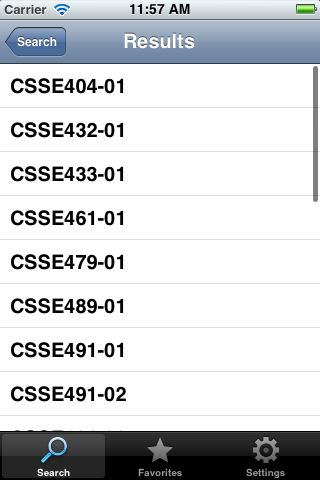 Carrier 11:57 AM
Search Results
CSSE404-01
CSSE432-01
CSSE433-01
CSSE461-01
CSSE479-01
CSSE489-01
CSSE491-01
CSSE491-02
Search Favorites Settings